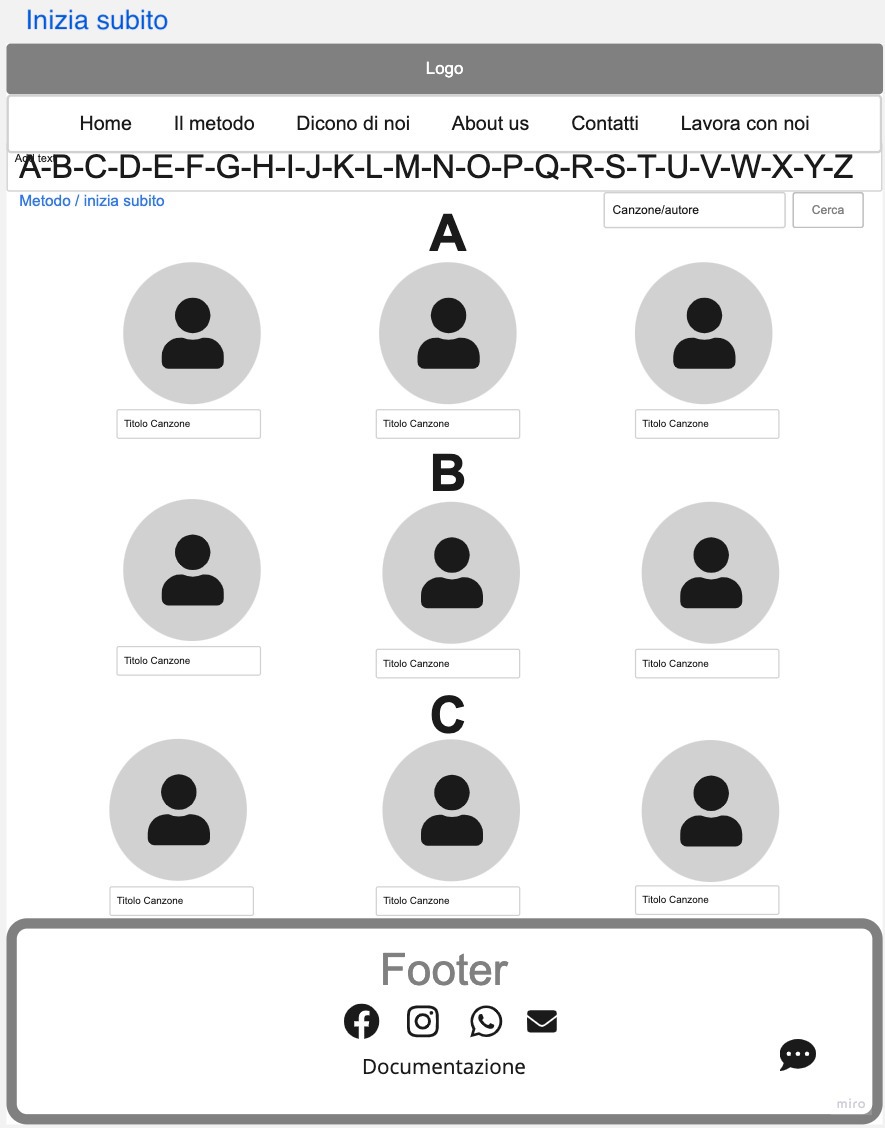 Inizia subito
Logo
Home Il metodo Dicono di noi About us Contatti Lavora con noi
Add text
A-B-C-D-E-F-G-H-I-J-K-L-M-N-O-P-Q-R-S-T-U-V-W-X-Y-Z
Metodo / inizia subito
Canzone/autore Cerca
A
Titolo Canzone Titolo Canzone Titolo Canzone
B
Titolo Canzone Titolo Canzone Titolo Canzone
C
Titolo Canzone Titolo Canzone Titolo Canzone
Footer
Documentazione
miro